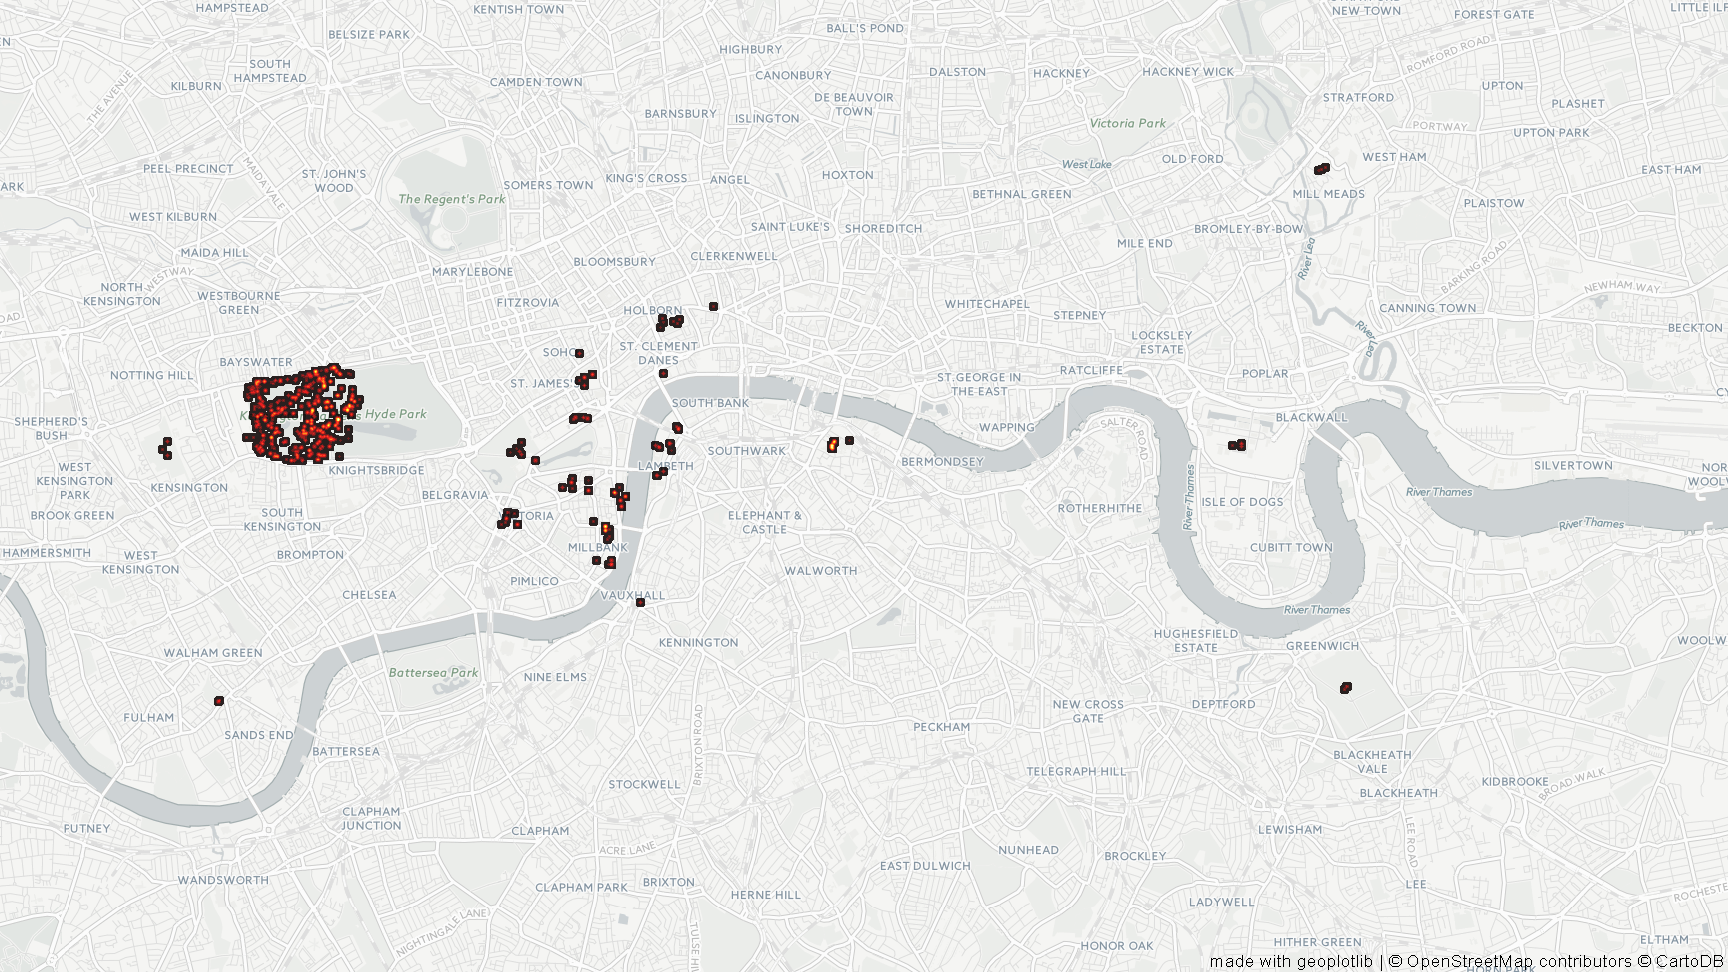 HAMPSTEAD
KENTISH TOWN
BELSIZE PARK
BALL'S POND
NEW TOWN
FOREST GATE
HIGHBURY
SOUTH
HAMPSTEAD
KILBURN
THE AVENUE
CAMDEN TOWN
CANONBURY
DALSTON
HACKNEY
HACKNEY WICK
ROMFORD ROAD
UPTON
BARNSBURY
ISLINGTON
DE BEAUVOIR
TOWN
Victoria Park
STRATFORD
PLASHET
PORTWAY
UPTON PARK
PEEL PRECINCT
MAIDA VALE
ST. JOHN'S
WOOD
The Regent's Park
SOMERS TOWN
KING'S CROSS
ANGEL
HOXTON
West Lake
OLD FORD
WEST HAM
EAST HAM
BETHNAL GREEN
MILL MEADS
PLAISTOW
WEST KILBURN
MAIDA HILL
WESTWAY
SAINT LUKE'S
SHOREDITCH
MILE END
BROMLEY-BY-BOW
River Lea
BARKING ROAD
MARYLEBONE
BLOOMSBURY
CLERKENWELL
NORTH
KENSINGTON
WESTBOURNE
GREEN
FITZROVIA
HOLBORN
WHITECHAPEL
STEPNEY
CANNING TOWN
NEWHAM WAY
BECKTON
LOCKSLEY
ESTATE
River Lea
BAYSWATER
NOTTING HILL
SOHO
ST. CLEMENT
DANES
ST. JAMES'
ST.GEORGE IN
THE EAST
RATCLIFFE
POPLAR
SHEPHERD'S
BUSH
Hyde Park
SOUTH BANK
WAPPING
SALTER ROAD
BLACKWALL
WEST
KENSINGTON
PARK
KNIGHTSBRIDGE
KENSINGTON
LAMBETH
SOUTHWARK
BERMONDSEY
SILVERTOWN
BROOK GREEN
BELGRAVIA
SOUTH
KENSINGTON
ELEPHANT &
CASTLE
ROTHERHITHE
River Thames
ISLE OF DOGS
River Thames
River Thames
HAMMERSMITH
WEST
KENSINGTON
BROMPTON
MILLBANK
CUBITT TOWN
PIMLICO
CHELSEA
VAUXHALL
WALWORTH
River Thames
KENNINGTON
HUGHESFIELD
ESTATE
GREENWICH
WALHAM GREEN
Battersea Park
NINE ELMS
FULHAM
SANDS END
BATTERSEA
BRIXTON ROAD
NEW CROSS
GATE
DEPTFORD
PECKHAM
BLACKHEATH
VALE
STOCKWELL
TELEGRAPH HILL
KIDBROOKE
BROAD WALK
BLACKHEATH
CLAPHAM
JUNCTION
CLAPHAM
ACRE LANE
LEWISHAM
LEE ROAD
NUNHEAD
BROCKLEY
EAST DULWICH
WANDSWORTH
CLAPHAM PARK
BRIXTON
HERNE HILL
LEE
LADYWELL
NIGHTINGALE LANE
HONOR OAK
HITHER GREEN
ELTHAM
made with geoplotlib | © OpenStreetMap contributors © CartoDB